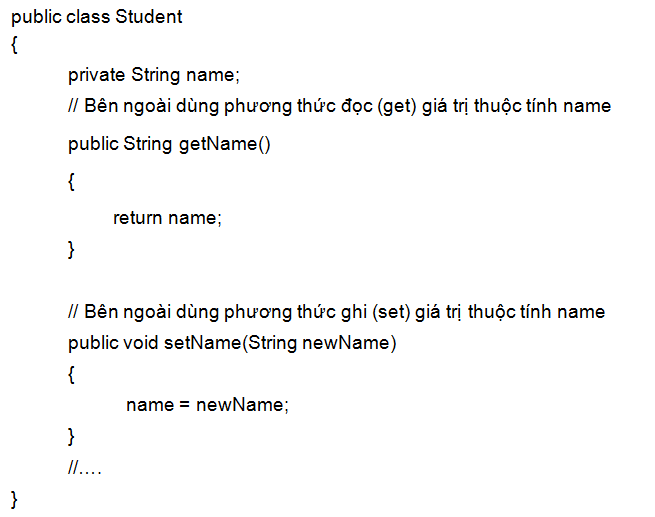 public class Student
{
private String name;
// Bên ngoài dùng phương thức đọc (get) giá trị thuộc tính name
public String getName()
{
return name;
}
// Bên ngoài dùng phương thức ghi (set) giá trị thuộc tính name
public void setName(String newName)
{
name = newName;
}
//….
}